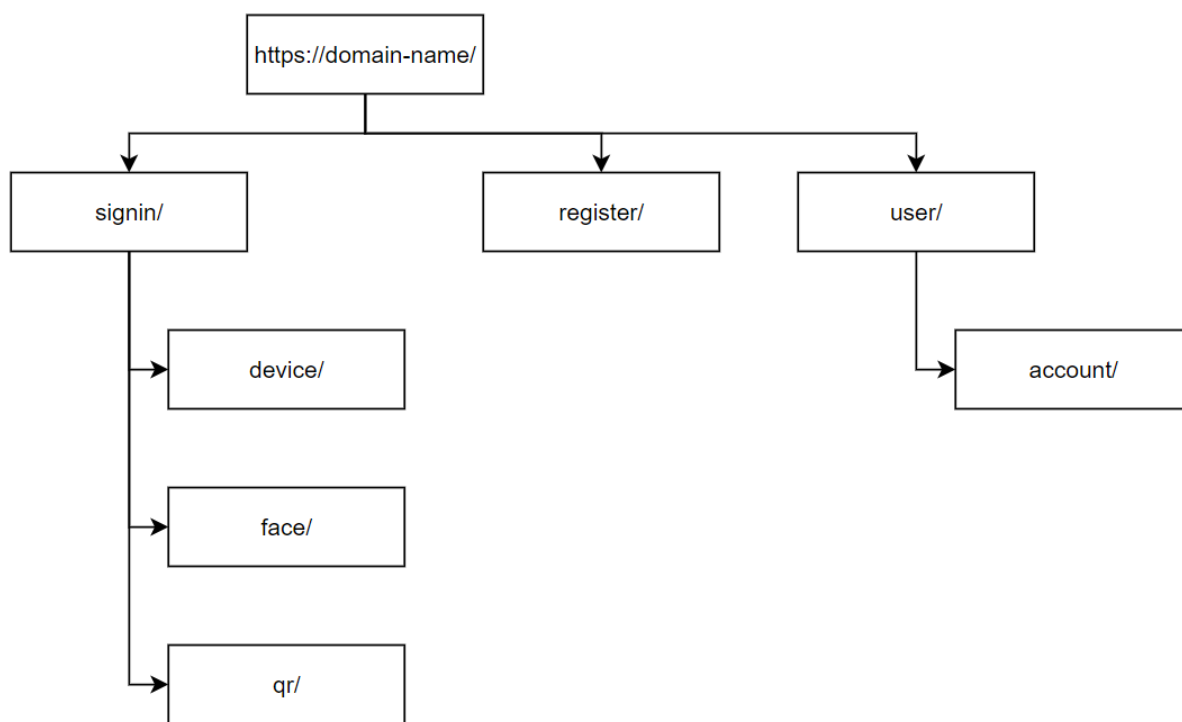 https://domain-name/
signin/
register/
user/
device/
account/
face/
qr/